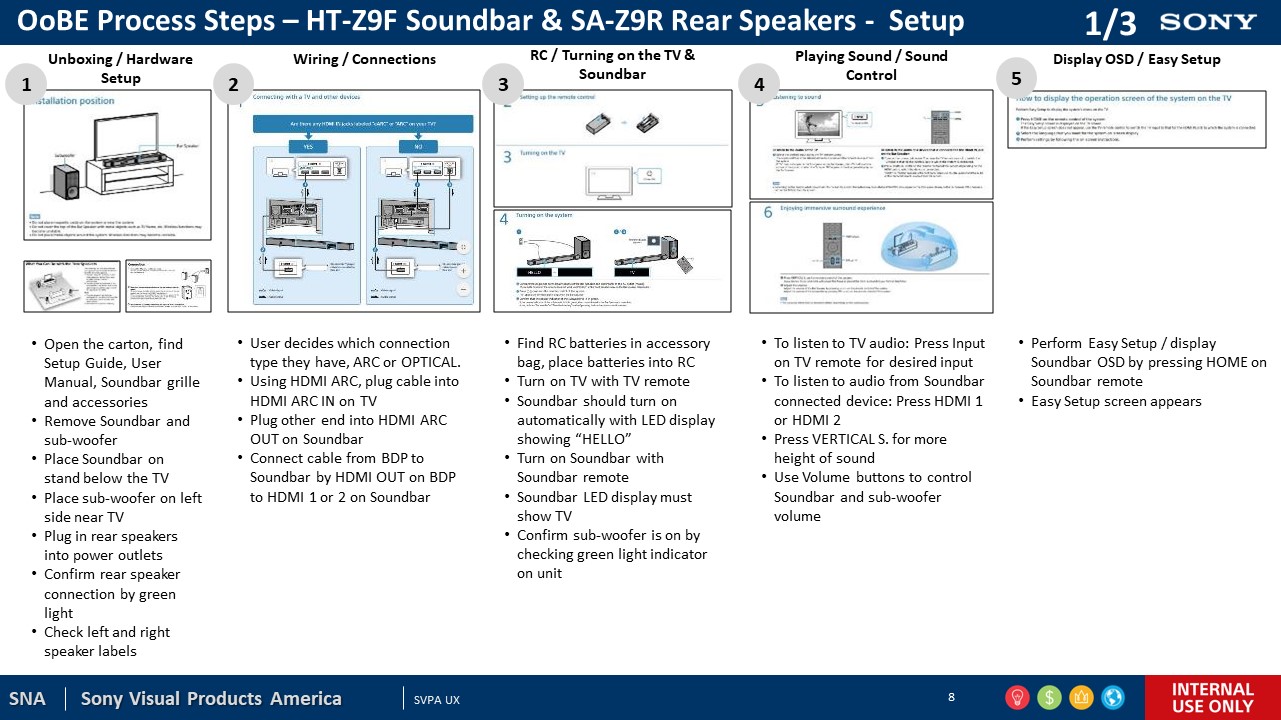 OoBE Process Steps – HT-Z9F Soundbar & SA-Z9R Rear Speakers - Setup
1/3
SONY
1
Unboxing / Hardware
Setup
Installation position
Bar Speaker
• Open the carton, find
Setup Guide, User
Manual, Soundbar grille
and accessories
• Remove Soundbar and
sub-woofer
• Place Soundbar on
stand below the TV
• Place sub-woofer on left
side near TV
• Plug in rear speakers
into power outlets
• Confirm rear speaker
connection by green
light
• Check left and right
speaker labels
2
Wiring / Connections
Connecting with a TV and other devices
Are there any HDMI IN jacks labeled "eARC" or "ARC" on your TV?
YES
NO
• User decides which connection
type they have, ARC or OPTICAL.
• Using HDMI ARC, plug cable into
HDMI ARC IN on TV
• Plug other end into HDMI ARC
OUT on Soundbar
• Connect cable from BDP to
Soundbar by HDMI OUT on BDP
to HDMI 1 or 2 on Soundbar
3
RC / Turning on the TV &
Soundbar
Setting up the remote control
3
Turning on the TV
4
Turning on the system
HELLO
TV
• Find RC batteries in accessory
bag, place batteries into RC
• Turn on TV with TV remote
• Soundbar should turn on
automatically with LED display
showing “HELLO”
• Turn on Soundbar with
Soundbar remote
• Soundbar LED display must
show TV
• Confirm sub-woofer is on by
checking green light indicator
on unit
4
Playing Sound / Sound
Control
Listening to sound
6
Enjoying immersive surround experience
• To listen to TV audio: Press Input
on TV remote for desired input
• To listen to audio from Soundbar
connected device: Press HDMI 1
or HDMI 2
• Press VERTICAL S. for more
height of sound
• Use Volume buttons to control
Soundbar and sub-woofer
volume
5
Display OSD / Easy Setup
How to display the operation screen of the system on the TV
• Perform Easy Setup / display
Soundbar OSD by pressing HOME on
Soundbar remote
• Easy Setup screen appears
SNA
Sony Visual Products America
SVPA UX
8
INTERNAL
USE ONLY